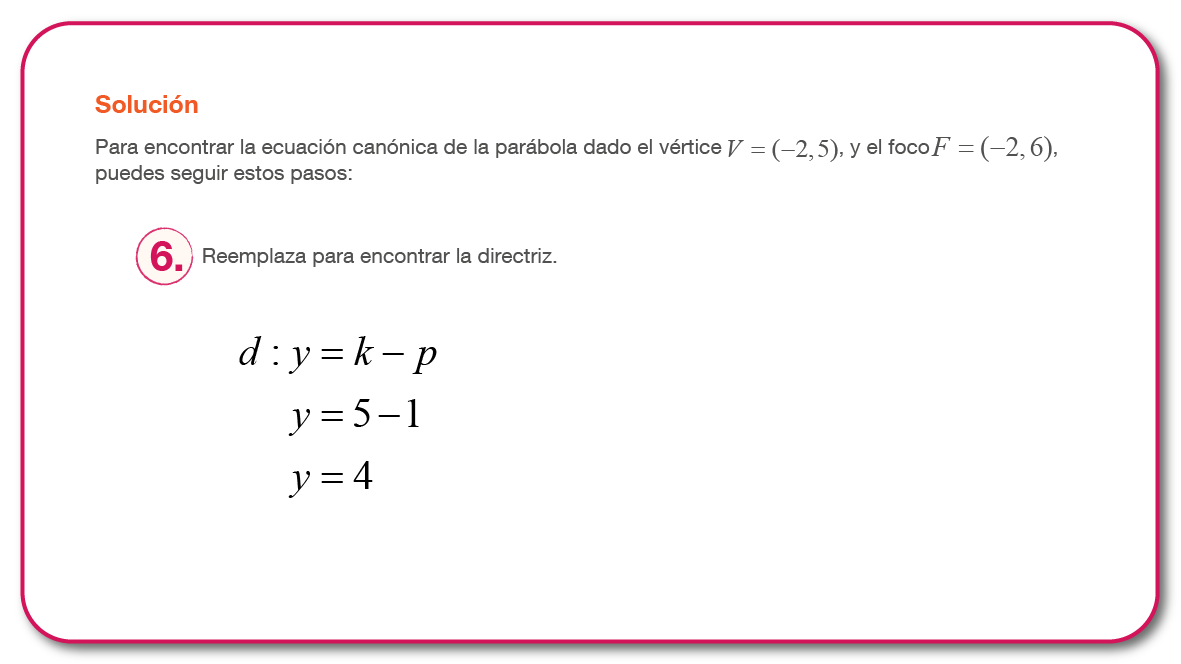 Solución
Para encontrar la ecuación canónica de la parábola dado el vértice V = (−2, 5), y el foco F = (−2, 6),
puedes seguir estos pasos:
6. Reemplaza para encontrar la directriz.
d : y = k − p
y = 5 − 1
y = 4